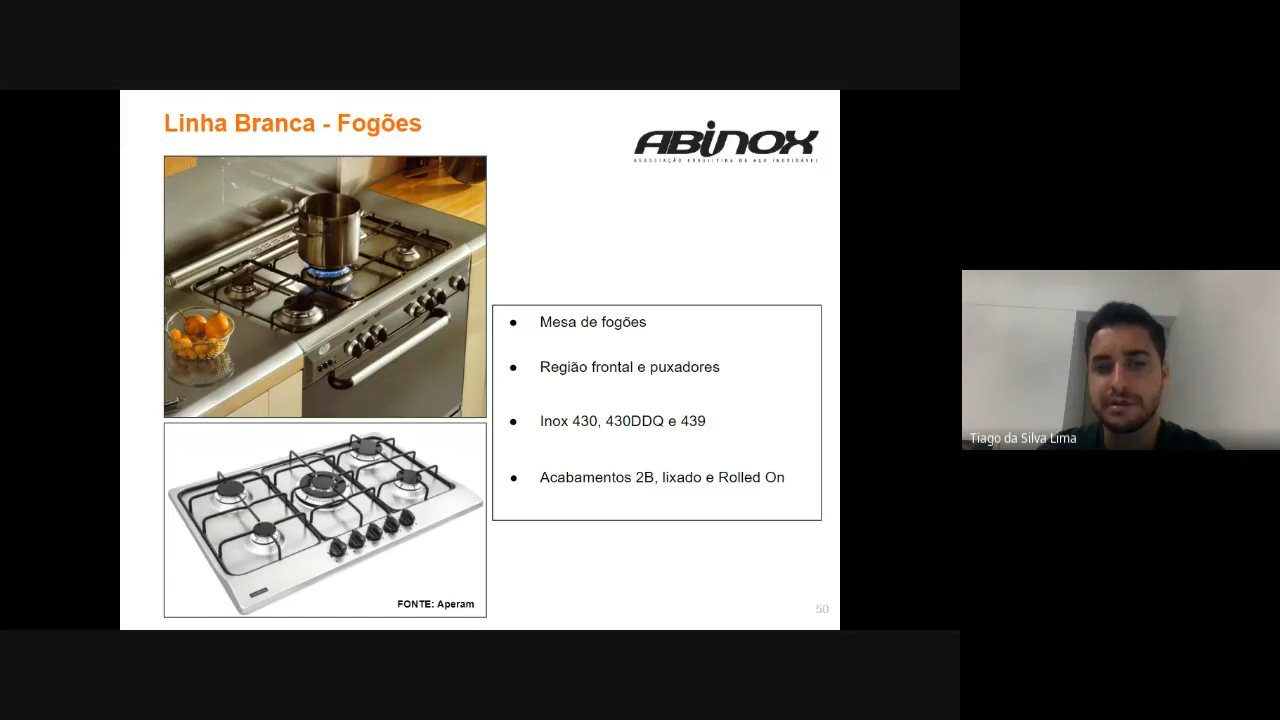 Linha Branca - Fogões
ABINOX
ASSOCIAÇÃO BRASILEIRA DO AÇO INOXIDÁVEL
● Mesa de fogões
● Região frontal e puxadores
● Inox 430, 430DDQ e 439
● Acabamentos 2B, lixado e Rolled On
FONTE: Aperam
50
Tiago da Silva Lima